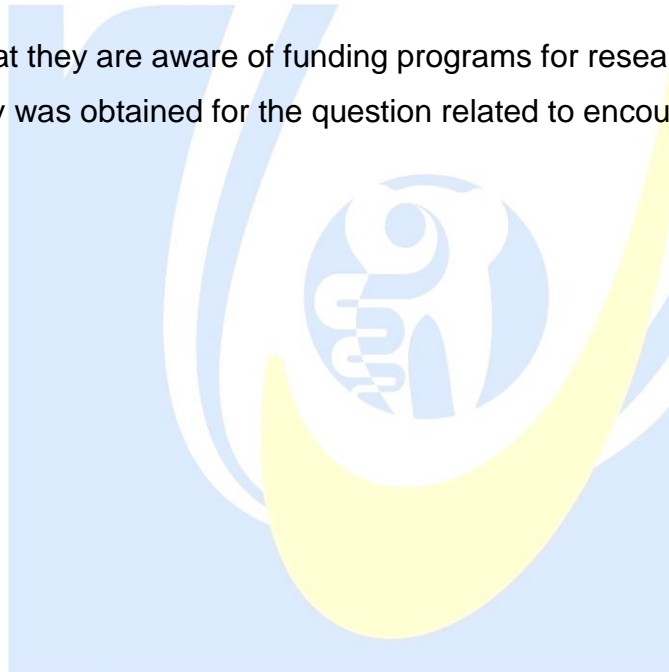 at they are aware of funding programs for resea
y was obtained for the question related to encou